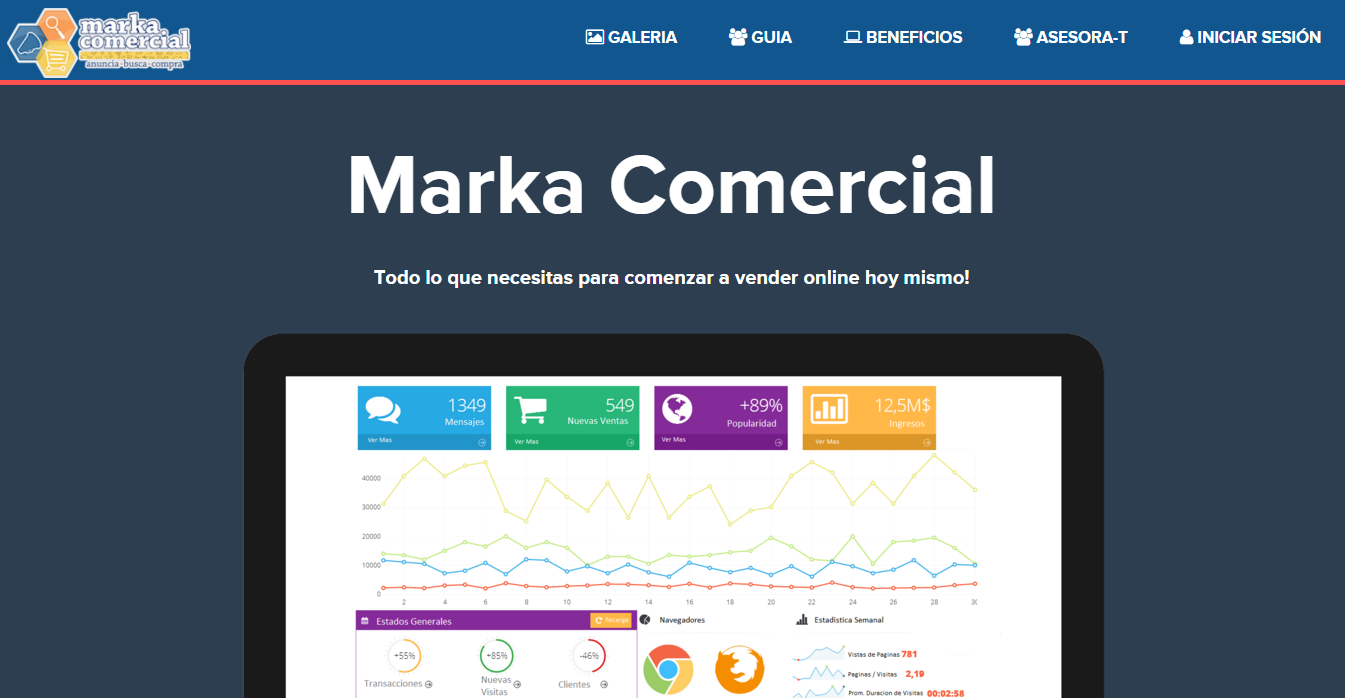 marka
comercial
anuncia·busca·compra
GALERIA
GUIA
BENEFICIOS
ASESORA-T
INICIAR SESIÓN
Marka Comercial
Todo lo que necesitas para comenzar a vender online hoy mismo!
1349
Mensajes
Ver Mas
549
Nuevas Ventas
Ver Mas
+89%
Popularidad
Ver Mas
12,5M$
Ingresos
Ver Mas
40000
30000
20000
10000
0
2 4 6 8 10 12 14 16 18 20 22 24 26 28 30
Estados Generales
Recarga
Navegadores
Estadistica Semanal
+55%
Transacciones
+85%
Nuevas
Visitas
-46%
Clientes
Vistas de Paginas 781
Paginas / Visitas 2,19
Prom. Duracion de Visitas 00:02:58